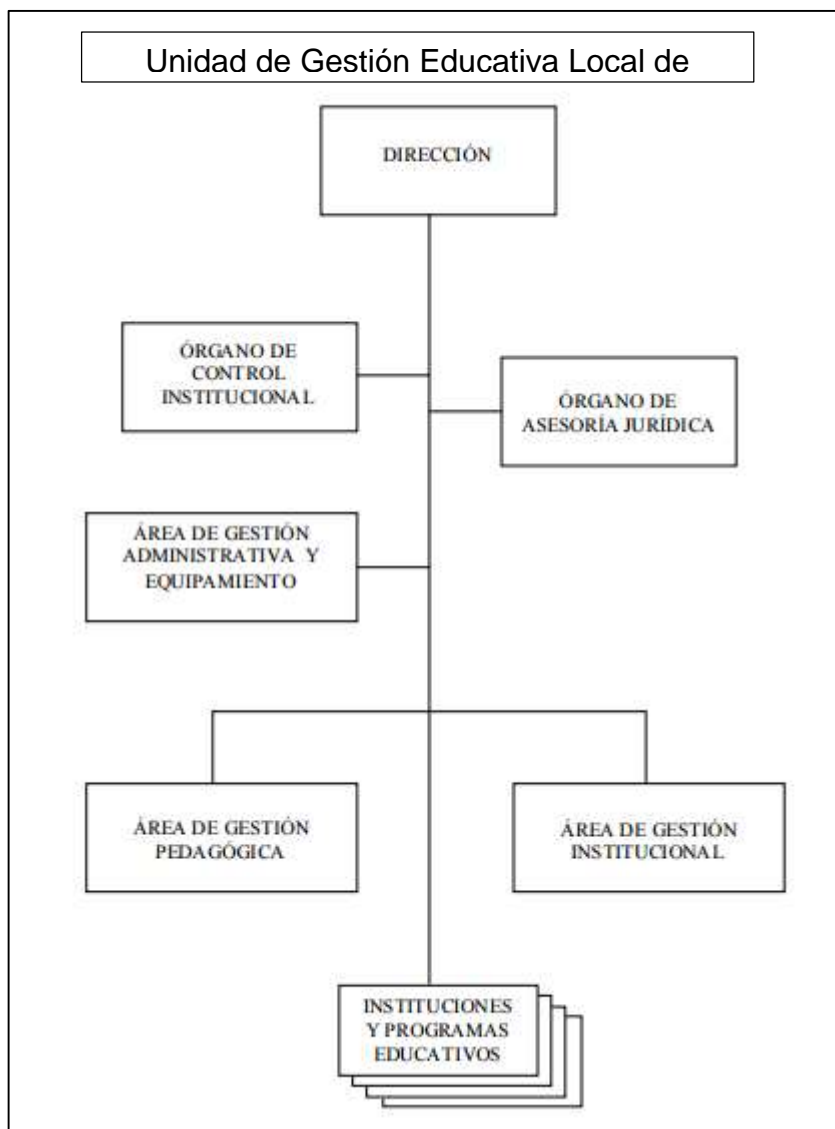 Unidad de Gestión Educativa Local de
DIRECCIÓN
ÓRGANO DE
CONTROL
INSTITUCIONAL
ÓRGANO DE
ASESORÍA JURÍDICA
ÁREA DE GESTIÓN
ADMINISTRATIVA Y
EQUIPAMIENTO
ÁREA DE GESTIÓN
PEDAGÓGICA
ÁREA DE GESTIÓN
INSTITUCIONAL
INSTITUCIONES
Y PROGRAMAS
EDUCATIVOS